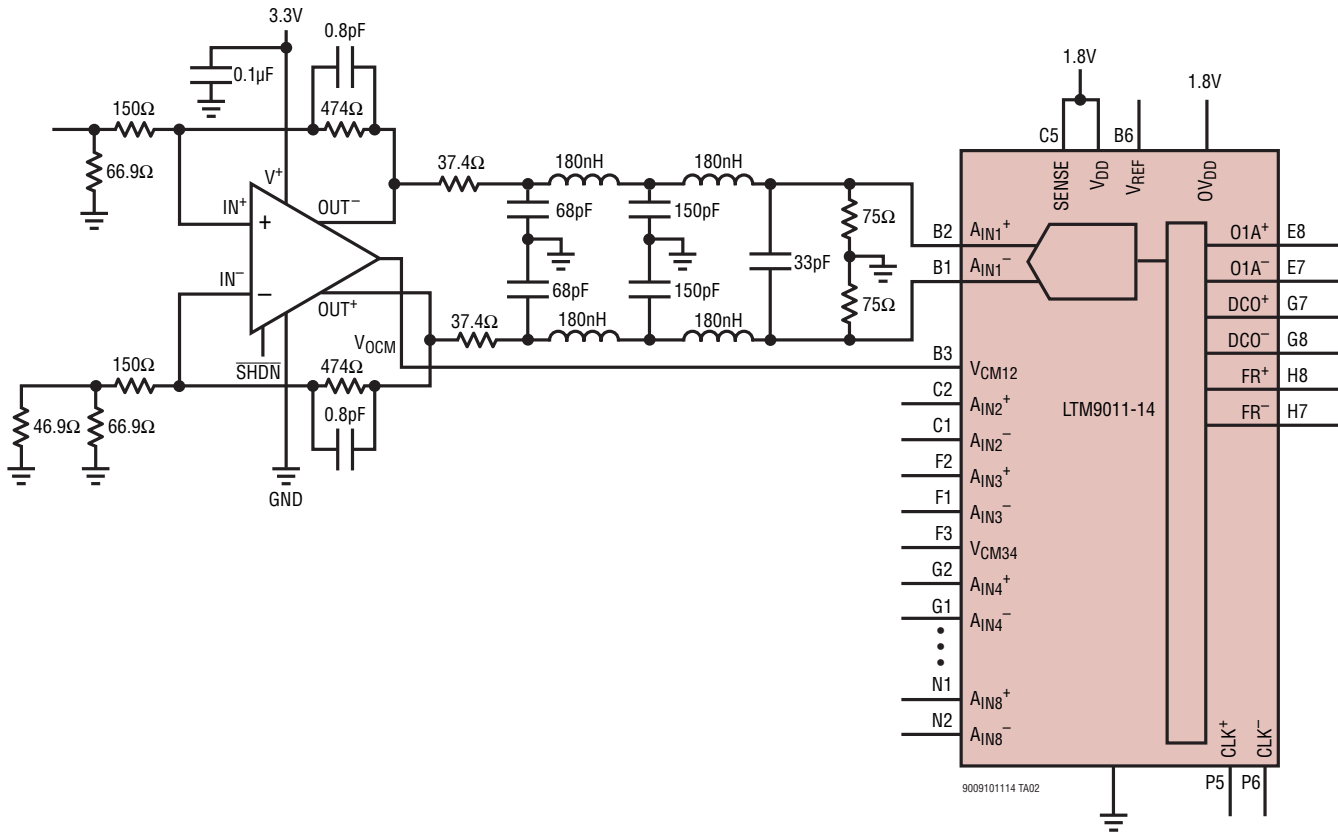 3.3V
0.8pF
0.1µF
150Ω
474Ω
66.9Ω
V+
IN+
+
OUT−
IN−
−
OUT+
VOCM
SHDN
150Ω
474Ω
0.8pF
46.9Ω
66.9Ω
GND
37.4Ω
180nH
180nH
68pF
150pF
75Ω
33pF
68pF
150pF
75Ω
37.4Ω
180nH
180nH
1.8V
1.8V
C5
B6
SENSE
VDD
VREF
OVDD
B2
AIN1+
B1
AIN1−
B3
VCM12
C2
AIN2+
C1
AIN2−
F2
AIN3+
F1
AIN3−
F3
VCM34
G2
AIN4+
G1
AIN4−
N1
AIN8+
N2
AIN8−
LTM9011-14
O1A+ E8
O1A− E7
DCO+ G7
DCO− G8
FR+ H8
FR− H7
CLK+
CLK−
P5
P6
9009101114 TA02